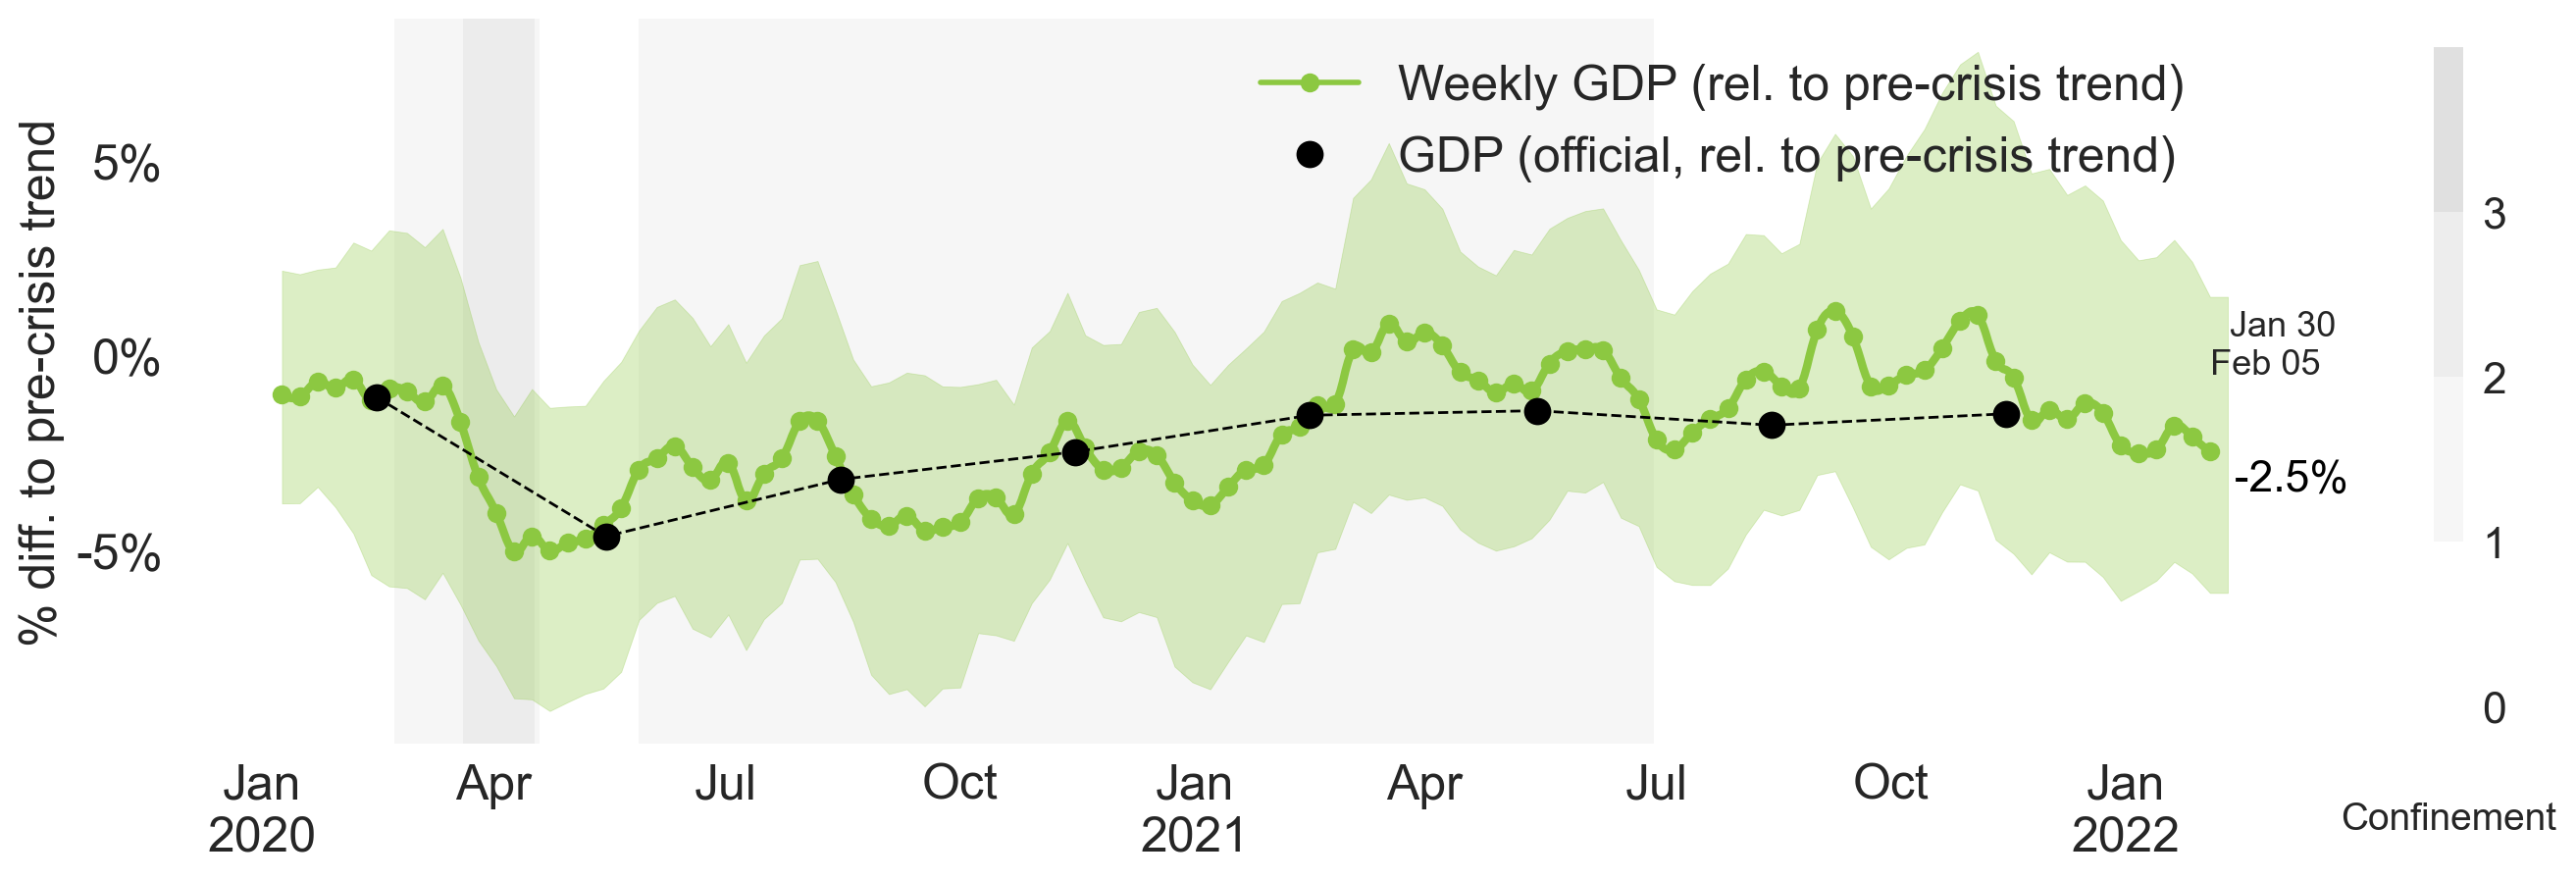 Weekly GDP (rel. to pre-crisis trend)
GDP (official, rel. to pre-crisis trend)
% diff. to pre-crisis trend
5%
0%
-5%
Jan 30
Feb 05
-2.5%
3
2
1
0
Jan
2020
Apr
Jul
Oct
Jan
2021
Apr
Jul
Oct
Jan
2022
Confinement